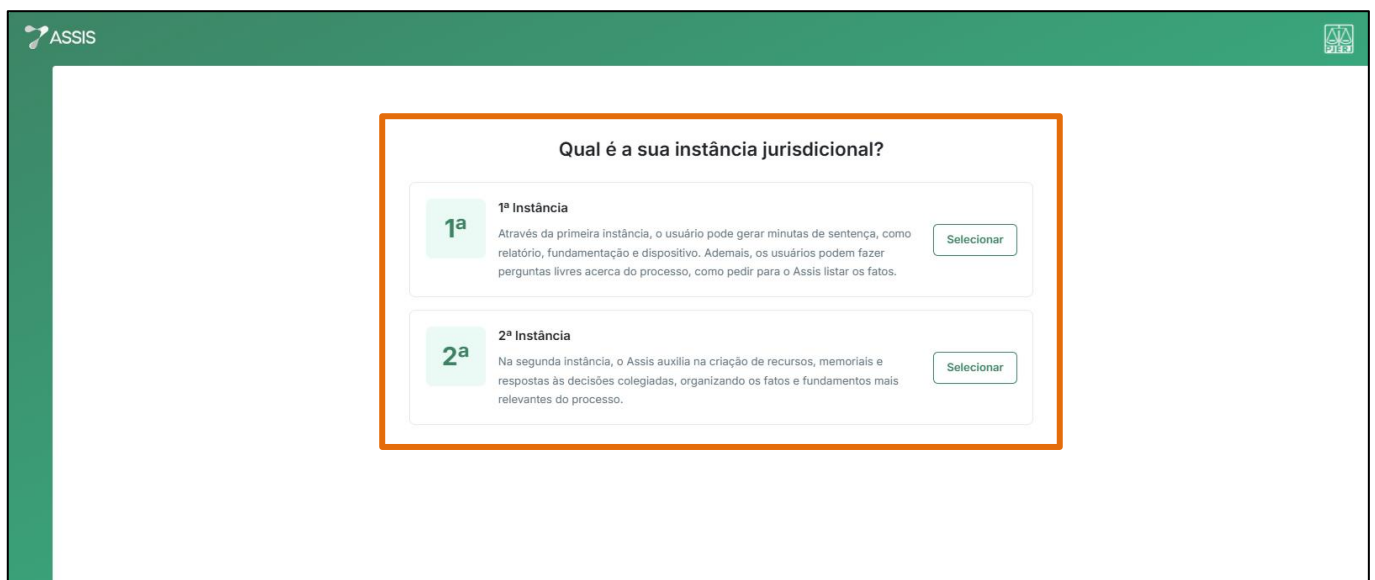 ASSIS
PJERJ
Qual é a sua instância jurisdicional?
1ª
1ª Instância
Através da primeira instância, o usuário pode gerar minutas de sentença, como
relatório, fundamentação e dispositivo. Ademais, os usuários podem fazer
perguntas livres acerca do processo, como pedir para o Assis listar os fatos.
Selecionar
2ª
2ª Instância
Na segunda instância, o Assis auxilia na criação de recursos, memoriais e
respostas às decisões colegiadas, organizando os fatos e fundamentos mais
relevantes do processo.
Selecionar